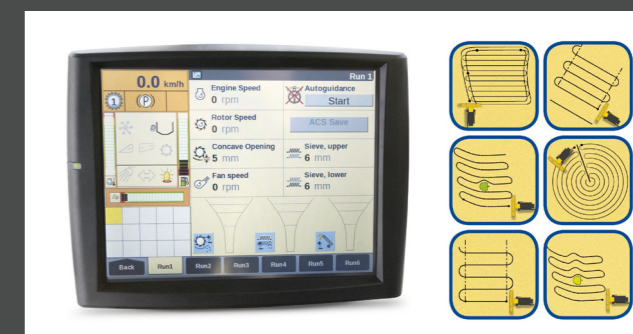 0.0 km/h
Run 1
1
(P)
Engine Speed
0 rpm
Autoguidance
Start
Rotor Speed
0 rpm
ACS Save
Concave Opening
5 mm
Sieve, upper
6 mm
Fan speed
0 rpm
Sieve, lower
6 mm
Back Run1 Run2 Run3 Run4 Run5 Run6